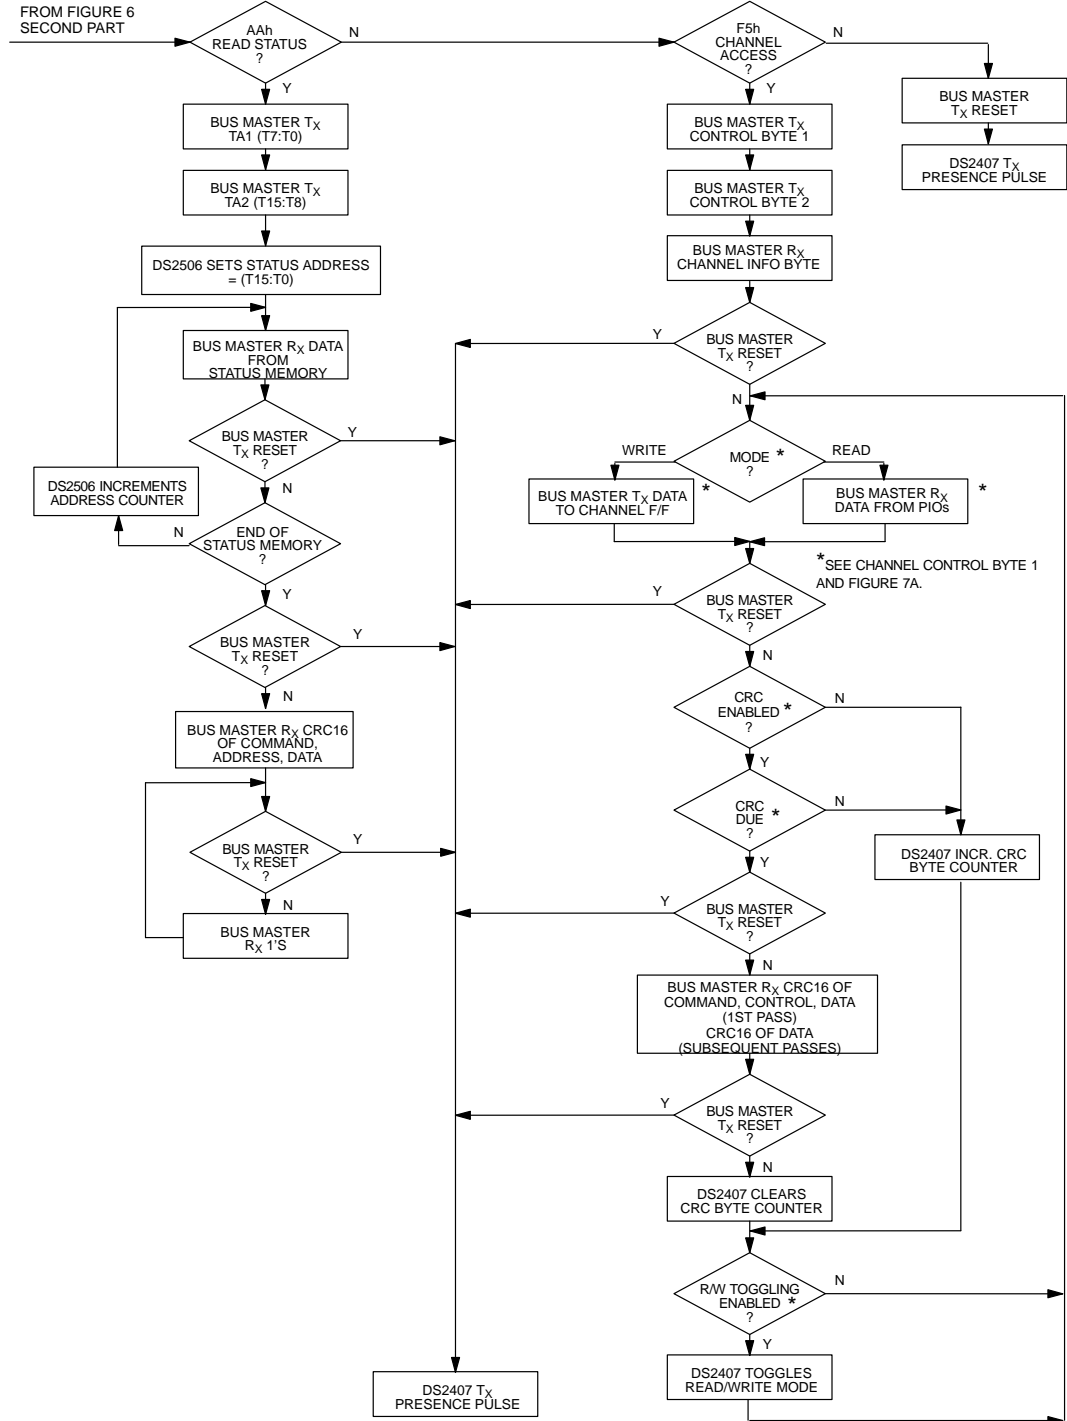 FROM FIGURE 6
SECOND PART
AAh
READ STATUS
?
N
Y
F5h
CHANNEL
ACCESS
?
N
Y
BUS MASTER
TX RESET
DS2407 TX
PRESENCE PULSE
BUS MASTER TX
TA1 (T7:T0)
BUS MASTER TX
TA2 (T15:T8)
DS2506 SETS STATUS ADDRESS
= (T15:T0)
BUS MASTER RX DATA
FROM
STATUS MEMORY
BUS MASTER
TX RESET
?
Y
N
DS2506 INCREMENTS
ADDRESS COUNTER
END OF
STATUS MEMORY
?
N
Y
BUS MASTER
TX RESET
?
Y
N
BUS MASTER RX CRC16
OF COMMAND,
ADDRESS, DATA
BUS MASTER
TX RESET
?
Y
N
BUS MASTER
RX 1'S
BUS MASTER TX
CONTROL BYTE 1
BUS MASTER TX
CONTROL BYTE 2
BUS MASTER RX
CHANNEL INFO BYTE
BUS MASTER
TX RESET
?
Y
N
MODE *
?
WRITE
READ
BUS MASTER TX DATA
TO CHANNEL F/F
*
BUS MASTER RX
DATA FROM PIOs
*
*SEE CHANNEL CONTROL BYTE 1
AND FIGURE 7A.
BUS MASTER
TX RESET
?
Y
N
CRC
ENABLED *
?
N
Y
CRC
DUE *
?
N
Y
DS2407 INCR. CRC
BYTE COUNTER
BUS MASTER
TX RESET
?
Y
N
BUS MASTER RX CRC16 OF
COMMAND, CONTROL, DATA
(1ST PASS)
CRC16 OF DATA
(SUBSEQUENT PASSES)
BUS MASTER
TX RESET
?
Y
N
DS2407 CLEARS
CRC BYTE COUNTER
R/W TOGGLING
ENABLED *
?
N
Y
DS2407 TOGGLES
READ/WRITE MODE
DS2407 TX
PRESENCE PULSE